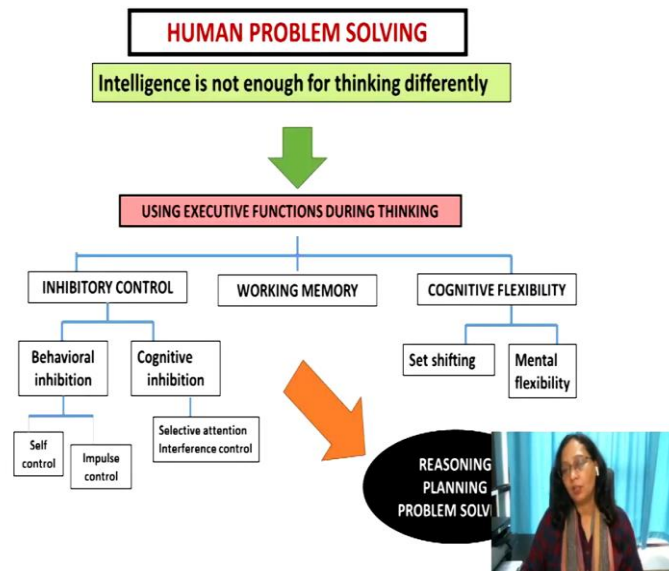 HUMAN PROBLEM SOLVING
Intelligence is not enough for thinking differently
USING EXECUTIVE FUNCTIONS DURING THINKING
INHIBITORY CONTROL
WORKING MEMORY
COGNITIVE FLEXIBILITY
Behavioral
inhibition
Cognitive
inhibition
Set shifting
Mental
flexibility
Self
control
Impulse
control
Selective attention
Interference control
REASONING
PLANNING
PROBLEM